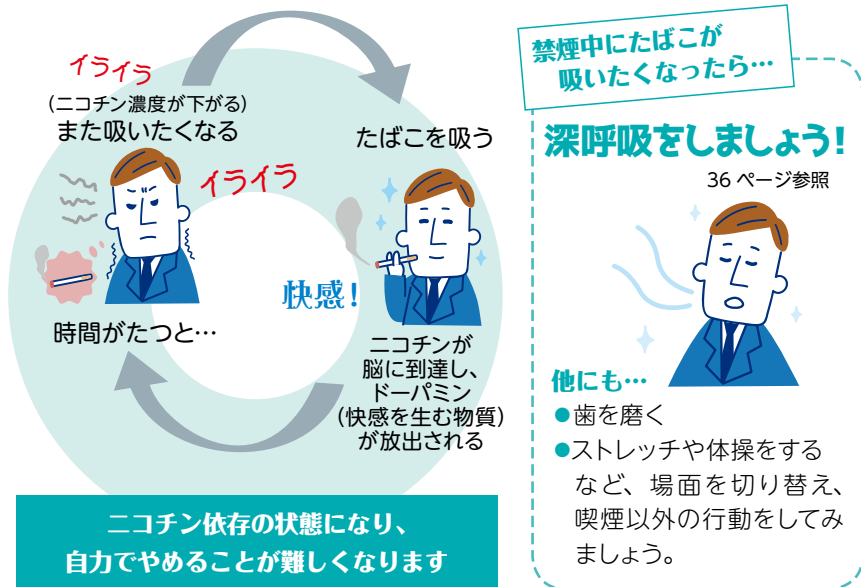 イライラ
（ニコチン濃度が下がる）
また吸いたくなる
イライラ
時間がたつと…
たばこを吸う
快感！
ニコチンが
脳に到達し、
ドーパミン
（快感を生む物質）
が放出される
ニコチン依存の状態になり、
自力でやめることが難しくなります
禁煙中にたばこが
吸いたくなったら…
深呼吸をしましょう！
36 ページ参照
他にも…
●歯を磨く
●ストレッチや体操をする
など、場面を切り替え、
喫煙以外の行動をしてみ
ましょう。